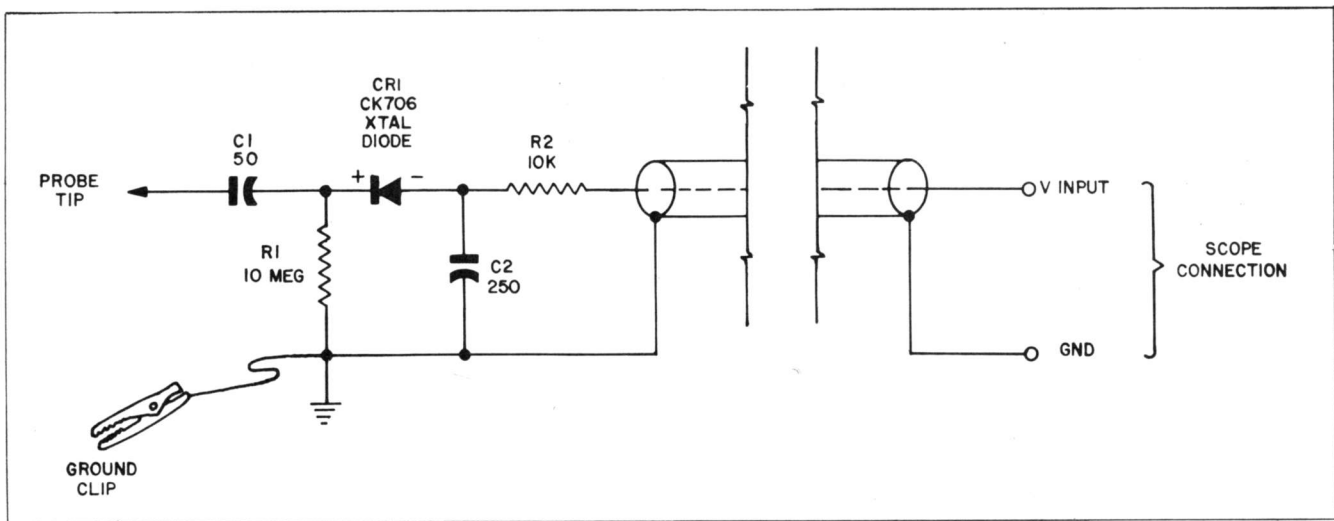 PROBE
TIP
C1
50
R1
10 MEG
CR1
CK706
XTAL
DIODE
+ −
C2
250
R2
10K
V INPUT
GND
SCOPE
CONNECTION
GROUND
CLIP